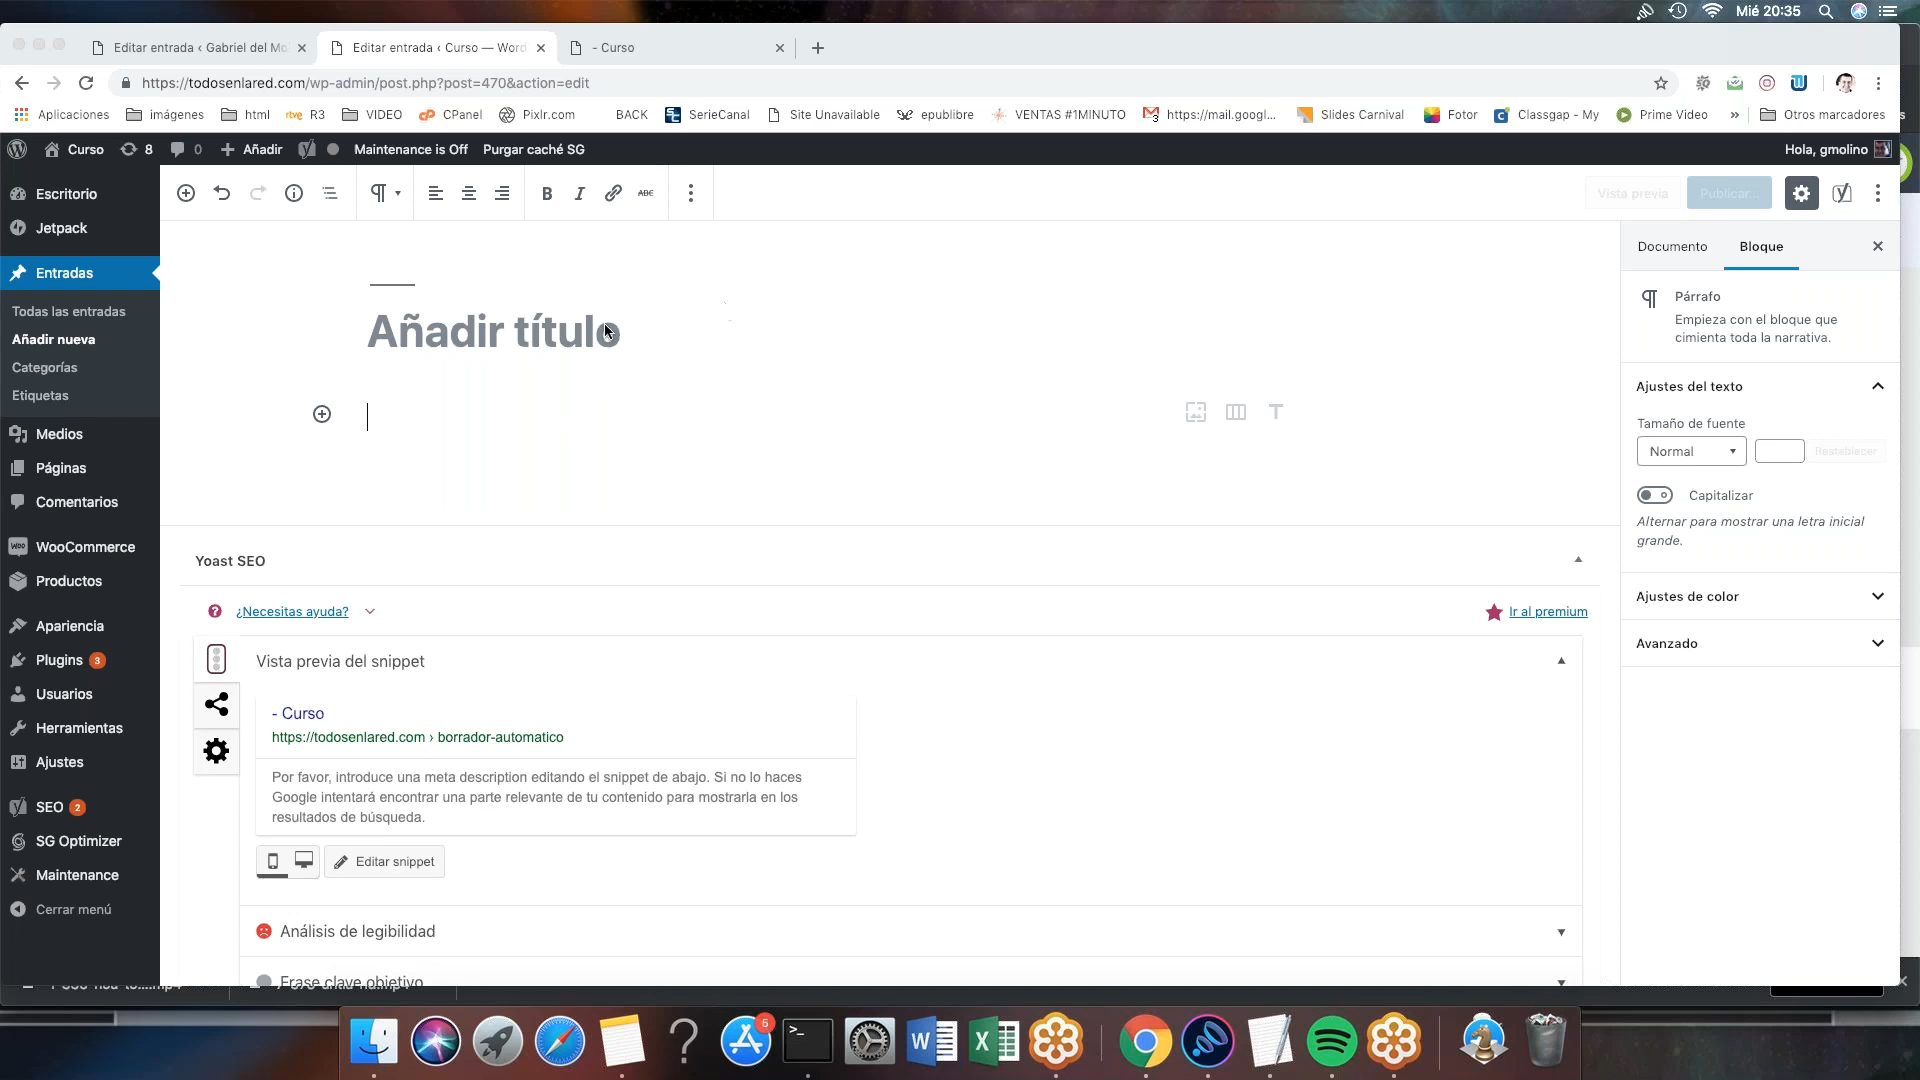 Mié 20:35
Editar entrada ‹ Gabriel del Mo
Editar entrada ‹ Curso — Word
- Curso
https://todosenlared.com/wp-admin/post.php?post=470&action=edit
Aplicaciones
imágenes
html
rtve R3
VIDEO
CPanel
Pixlr.com
BACK
SerieCanal
Site Unavailable
epublibre
VENTAS #1MINUTO
https://mail.googl...
Slides Carnival
Fotor
Classgap - My
Prime Video
»
Otros marcadores
Curso
8
0
Añadir
Maintenance is Off
Purgar caché SG
Hola, gmolino
Escritorio
Jetpack
Entradas
Todas las entradas
Añadir nueva
Categorías
Etiquetas
Medios
Páginas
Comentarios
WooCommerce
Productos
Apariencia
Plugins 3
Usuarios
Herramientas
Ajustes
SEO 2
SG Optimizer
Maintenance
Cerrar menú
B I ABC
Vista previa
Publicar...
Añadir título
Documento
Bloque
Párrafo
Empieza con el bloque que
cimienta toda la narrativa.
Ajustes del texto
Tamaño de fuente
Normal
Restablecer
Capitalizar
Alternar para mostrar una letra inicial
grande.
Ajustes de color
Avanzado
Yoast SEO
¿Necesitas ayuda?
Ir al premium
Vista previa del snippet
- Curso
https://todosenlared.com › borrador-automatico
Por favor, introduce una meta description editando el snippet de abajo. Si no lo haces
Google intentará encontrar una parte relevante de tu contenido para mostrarla en los
resultados de búsqueda.
Editar snippet
Análisis de legibilidad
Frase clave objetivo
5